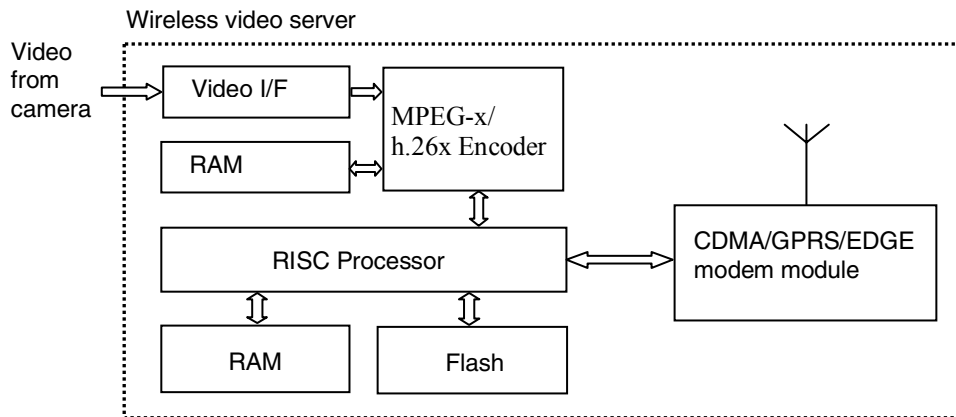 Wireless video server
Video
from
camera
Video I/F
MPEG-x/
h.26x Encoder
RAM
CDMA/GPRS/EDGE
modem module
RISC Processor
RAM
Flash